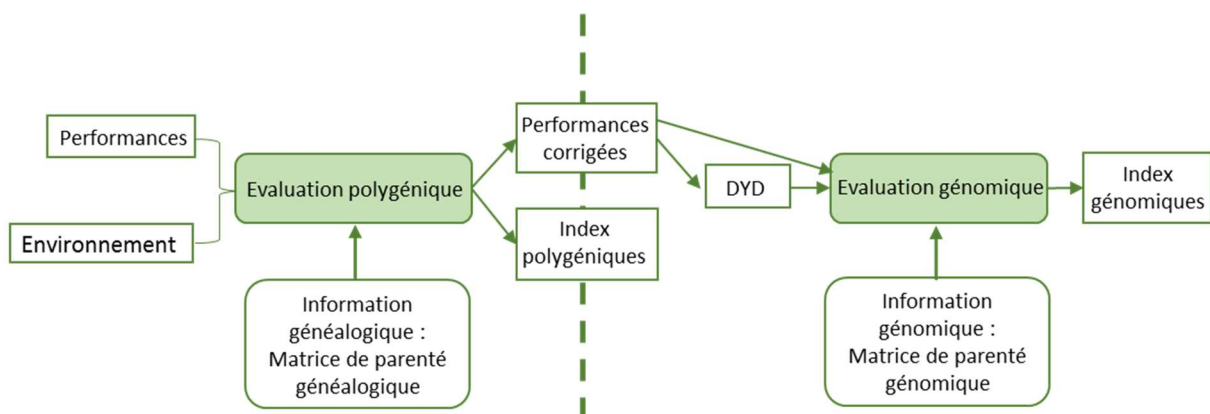 Performances
Environnement
Evaluation polygénique
Information
généalogique :
Matrice de parenté
généalogique
Performances
corrigées
Index
polygéniques
DYD
Evaluation génomique
Information
génomique :
Matrice de parenté
génomique
Index
génomiques